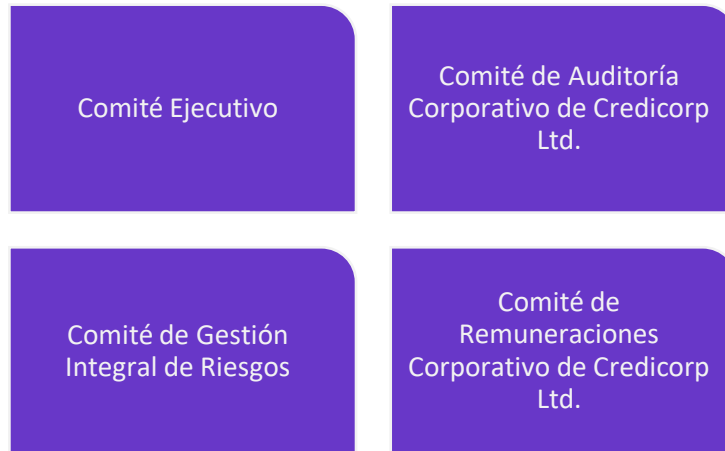 Comité Ejecutivo
Comité de Auditoría
Corporativo de Credicorp
Ltd.
Comité de Gestión
Integral de Riesgos
Comité de
Remuneraciones
Corporativo de Credicorp
Ltd.